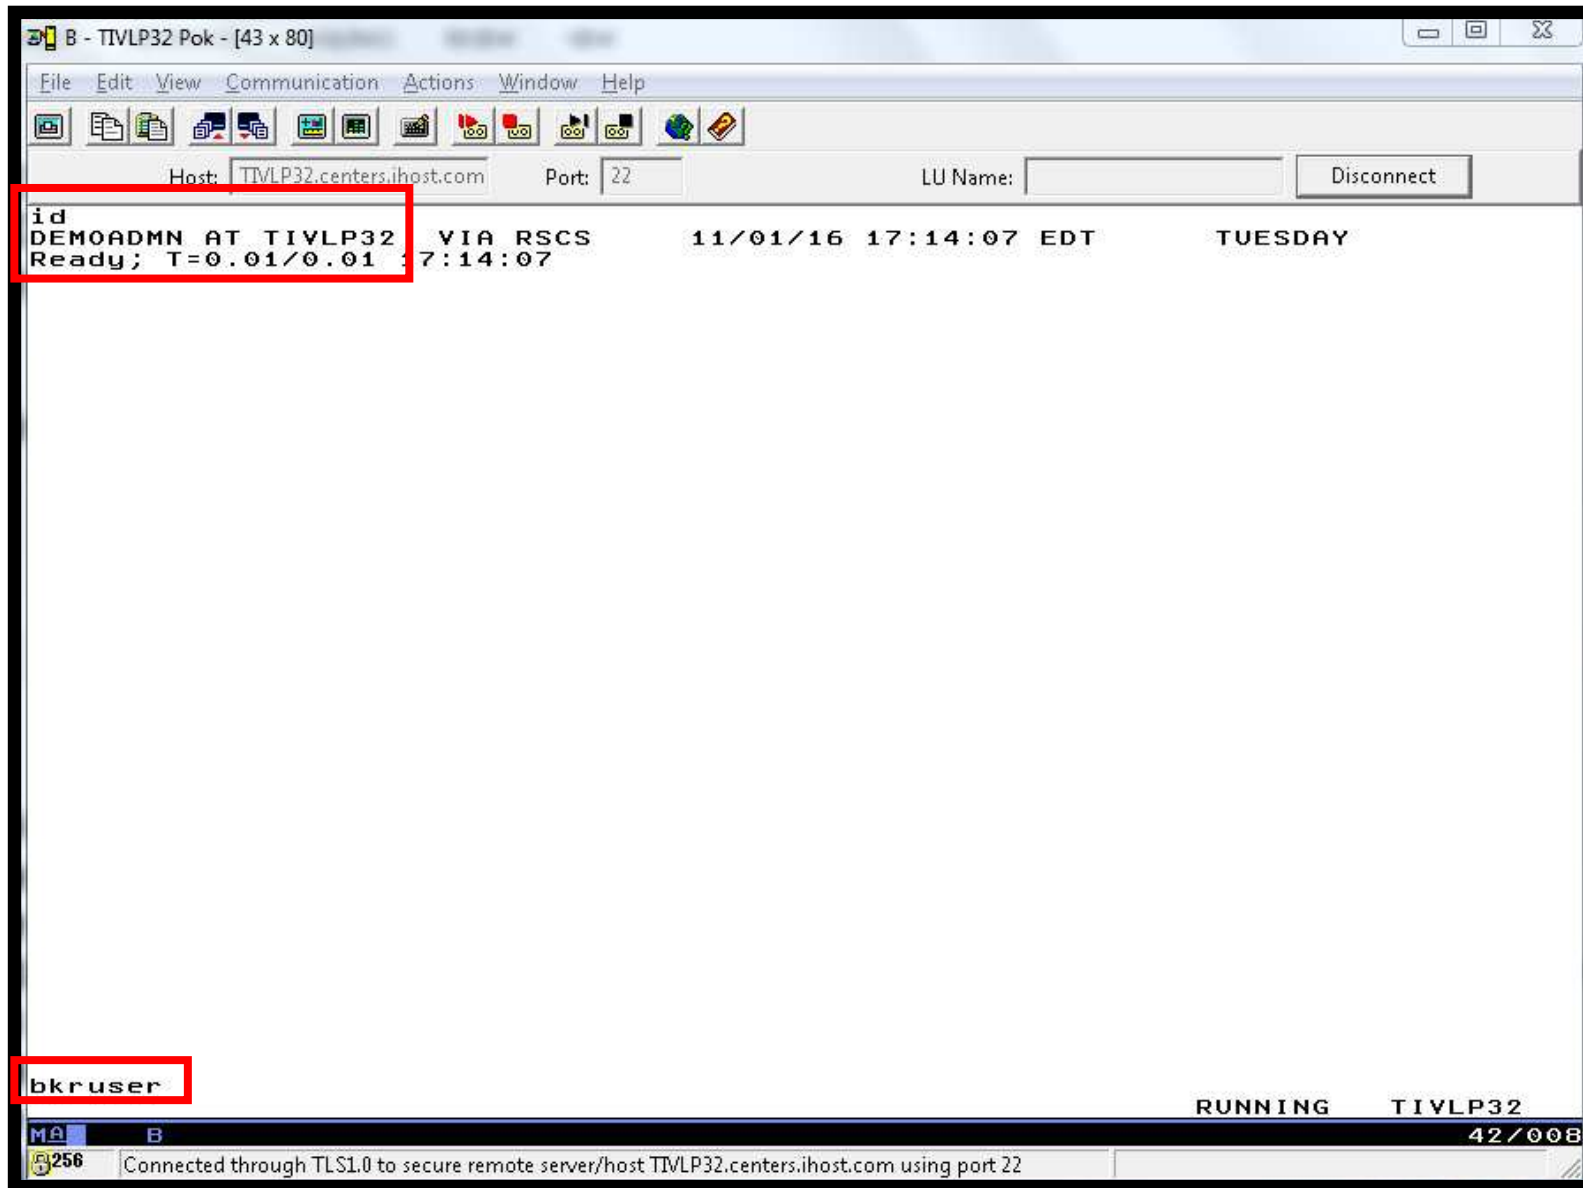 B - TIVLP32 Pok - [43 x 80]
File Edit View Communication Actions Window Help
Host: TIVLP32.centers.ihost.com Port: 22 LU Name: Disconnect
id
DEMOADMN AT TIVLP32 VIA RSCS 11/01/16 17:14:07 EDT TUESDAY
Ready; T=0.01/0.01 17:14:07
bkruser
RUNNING TIVLP32
MA B 42/008
256 Connected through TLS1.0 to secure remote server/host TIVLP32.centers.ihost.com using port 22